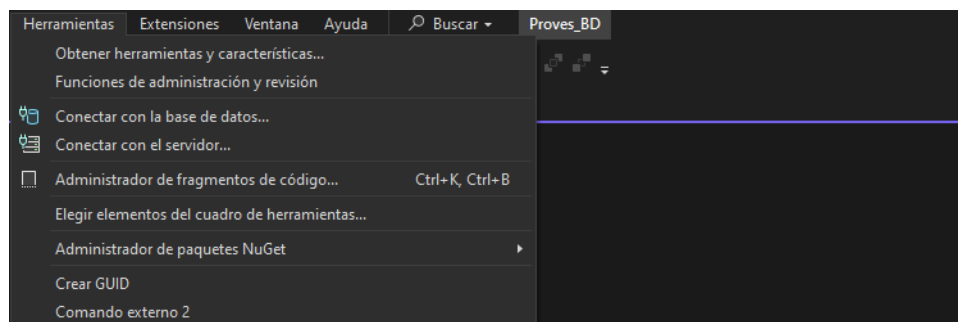 Herramientas Extensiones Ventana Ayuda Buscar Proves_BD
Obtener herramientas y características...
Funciones de administración y revisión
Conectar con la base de datos...
Conectar con el servidor...
Administrador de fragmentos de código... Ctrl+K, Ctrl+B
Elegir elementos del cuadro de herramientas...
Administrador de paquetes NuGet
Crear GUID
Comando externo 2